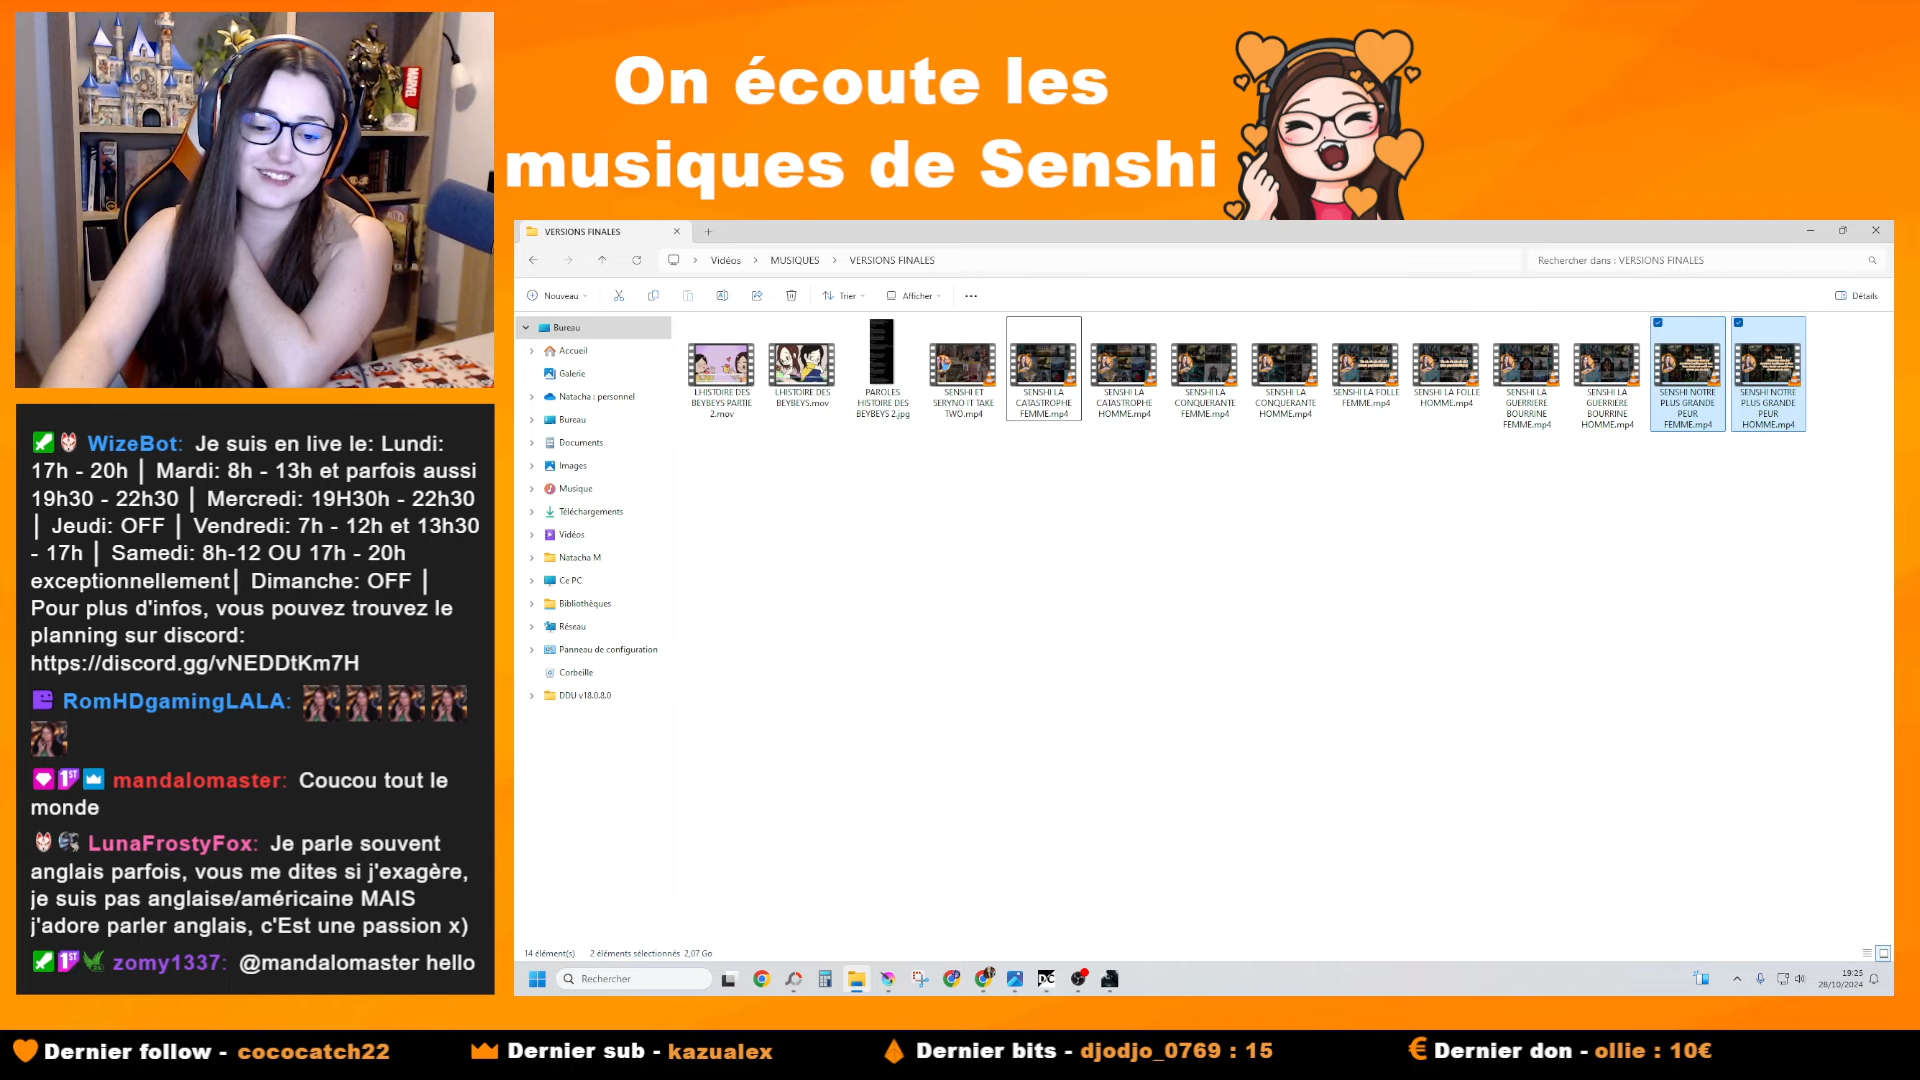 MARVEL
On écoute les
musiques de Senshi
VERSIONS FINALES
Vidéos > MUSIQUES > VERSIONS FINALES
Rechercher dans : VERSIONS FINALES
Nouveau
Trier
Afficher
Détails
Bureau
Accueil
Galerie
Natacha : personnel
Bureau
Documents
Images
Musique
Téléchargements
Vidéos
Natacha M
Ce PC
Bibliothèques
Réseau
Panneau de configuration
Corbeille
DDU v18.0.8.0
LHISTOIRE DES
BEYBEYS PARTIE
2.mov
LHISTOIRE DES
BEYBEYS.mov
PAROLES
HISTOIRE DES
BEYBEYS 2.jpg
SENSHI ET
SERYNO IT TAKE
TWO.mp4
SENSHI LA
CATASTROPHE
FEMME.mp4
SENSHI LA
CATASTROPHE
HOMME.mp4
SENSHI LA
CONQUERANTE
FEMME.mp4
SENSHI LA
CONQUERANTE
HOMME.mp4
SENSHI LA FOLLE
FEMME.mp4
SENSHI LA FOLLE
HOMME.mp4
SENSHI LA
GUERRIERE
BOURRINE
FEMME.mp4
SENSHI LA
GUERRIERE
BOURRINE
HOMME.mp4
SENSHI NOTRE
PLUS GRANDE
PEUR
FEMME.mp4
SENSHI NOTRE
PLUS GRANDE
PEUR
HOMME.mp4
14 élément(s)
2 éléments sélectionnés 2,07 Go
Rechercher
19:25
28/10/2024
WizeBot: Je suis en live le: Lundi:
17h - 20h | Mardi: 8h - 13h et parfois aussi
19h30 - 22h30 | Mercredi: 19H30h - 22h30
| Jeudi: OFF | Vendredi: 7h - 12h et 13h30
- 17h | Samedi: 8h-12 OU 17h - 20h
exceptionnellement| Dimanche: OFF |
Pour plus d'infos, vous pouvez trouvez le
planning sur discord:
https://discord.gg/vNEDDtKm7H
RomHDgamingLALA:
1ST mandalomaster: Coucou tout le
monde
LunaFrostyFox: Je parle souvent
anglais parfois, vous me dites si j'exagère,
je suis pas anglaise/américaine MAIS
j'adore parler anglais, c'Est une passion x)
1ST zomy1337: @mandalomaster hello
Dernier follow - cococatch22
Dernier sub - kazualex
Dernier bits - djodjo_0769 : 15
€ Dernier don - ollie : 10€